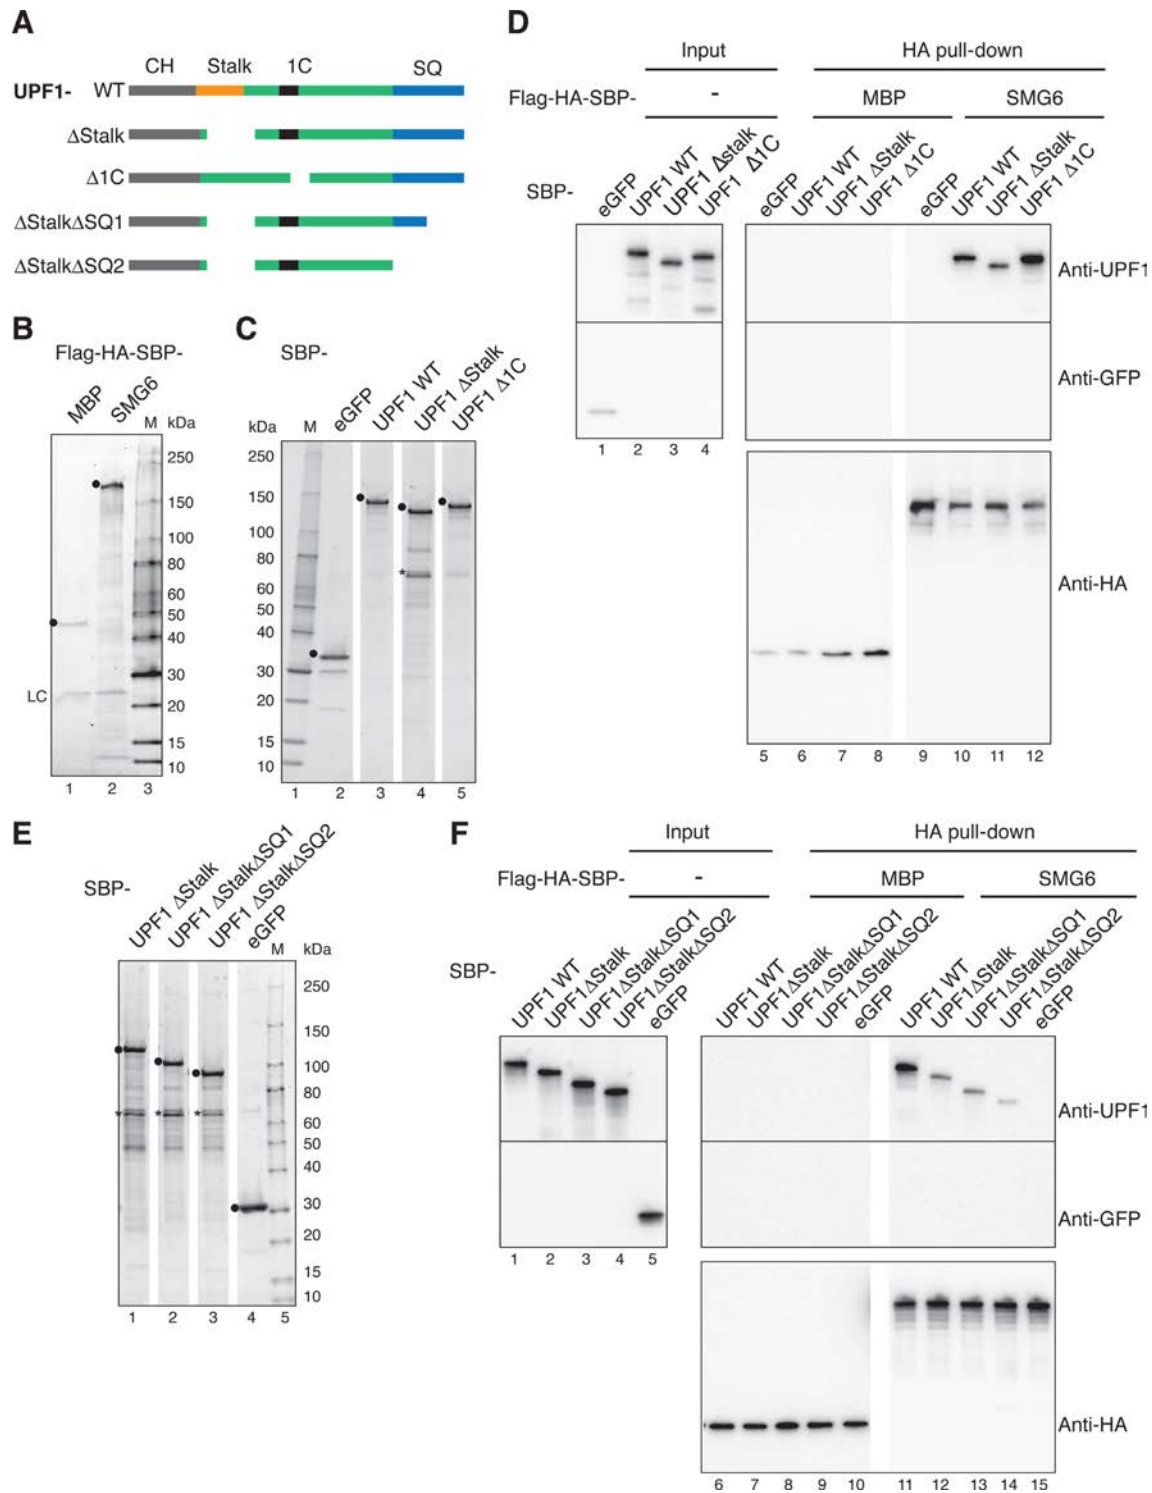 A
CH Stalk 1C SQ
UPF1- WT
ΔStalk
Δ1C
ΔStalkΔSQ1
ΔStalkΔSQ2
B
Flag-HA-SBP-
MBP SMG6 M kDa
250
150
100
80
60
50
40
30
20
15
10
LC
1 2 3
C
SBP-
kDa M eGFP UPF1 WT UPF1 ΔStalk UPF1 Δ1C
250
150
100
80
60
50
40
30
20
15
10
*
1 2 3 4 5
D
Input HA pull-down
Flag-HA-SBP- - MBP SMG6
SBP- eGFP UPF1 WT UPF1 Δstalk UPF1 Δ1C eGFP UPF1 WT UPF1 ΔStalk UPF1 Δ1C eGFP UPF1 WT UPF1 ΔStalk UPF1 Δ1C
Anti-UPF1
Anti-GFP
1 2 3 4
Anti-HA
5 6 7 8 9 10 11 12
E
SBP- UPF1 ΔStalk UPF1 ΔStalkΔSQ1 UPF1 ΔStalkΔSQ2 eGFP M kDa
250
150
100
80
60
50
40
30
20
15
10
* * *
1 2 3 4 5
F
Input HA pull-down
Flag-HA-SBP- - MBP SMG6
SBP- UPF1 WT UPF1ΔStalk UPF1ΔStalkΔSQ1 UPF1ΔStalkΔSQ2 eGFP UPF1 WT UPF1ΔStalk UPF1ΔStalkΔSQ1 UPF1ΔStalkΔSQ2 eGFP UPF1 WT UPF1ΔStalk UPF1ΔStalkΔSQ1 UPF1ΔStalkΔSQ2 eGFP
Anti-UPF1
Anti-GFP
1 2 3 4 5
Anti-HA
6 7 8 9 10 11 12 13 14 15